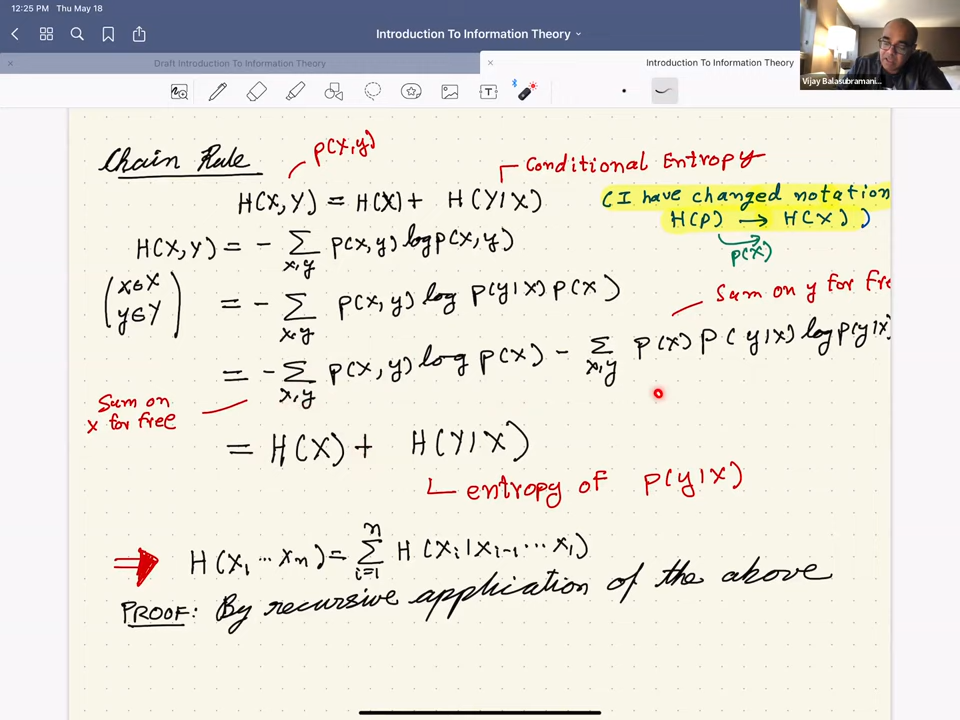 12:25 PM Thu May 18
Introduction To Information Theory
Draft Introduction To Information Theory
Introduction To Information Theory
Vijay Balasubramani...
Chain Rule
p(x,y)
Conditional Entropy
H(X,Y) = H(X) + H(Y|X)
(I have changed notation
H(p) → H(X))
p(X)
H(X,Y) = - Σ p(x,y) log p(x,y)
x,y
(x∈X
y∈Y)
= - Σ p(x,y) log p(y|x) p(x)
x,y
Sum on y for fre
= - Σ p(x,y) log p(x) - Σ p(x) p(y|x) log p(y|x)
x,y x,y
Sum on
x for free
= H(X) + H(Y|X)
entropy of p(y|x)
⇒ H(x₁ ... xₙ) = Σ H(xᵢ|xᵢ₋₁ ... x₁)
n
i=1
PROOF: By recursive application of the above